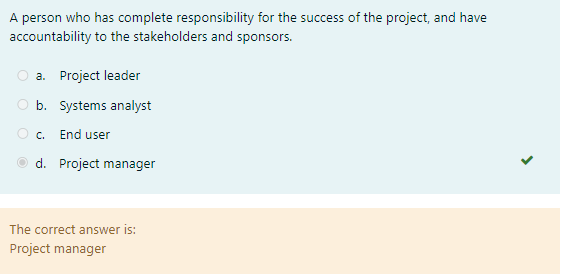 A person who has complete responsibility for the success of the project, and have
accountability to the stakeholders and sponsors.
a. Project leader
b. Systems analyst
c. End user
d. Project manager
The correct answer is:
Project manager